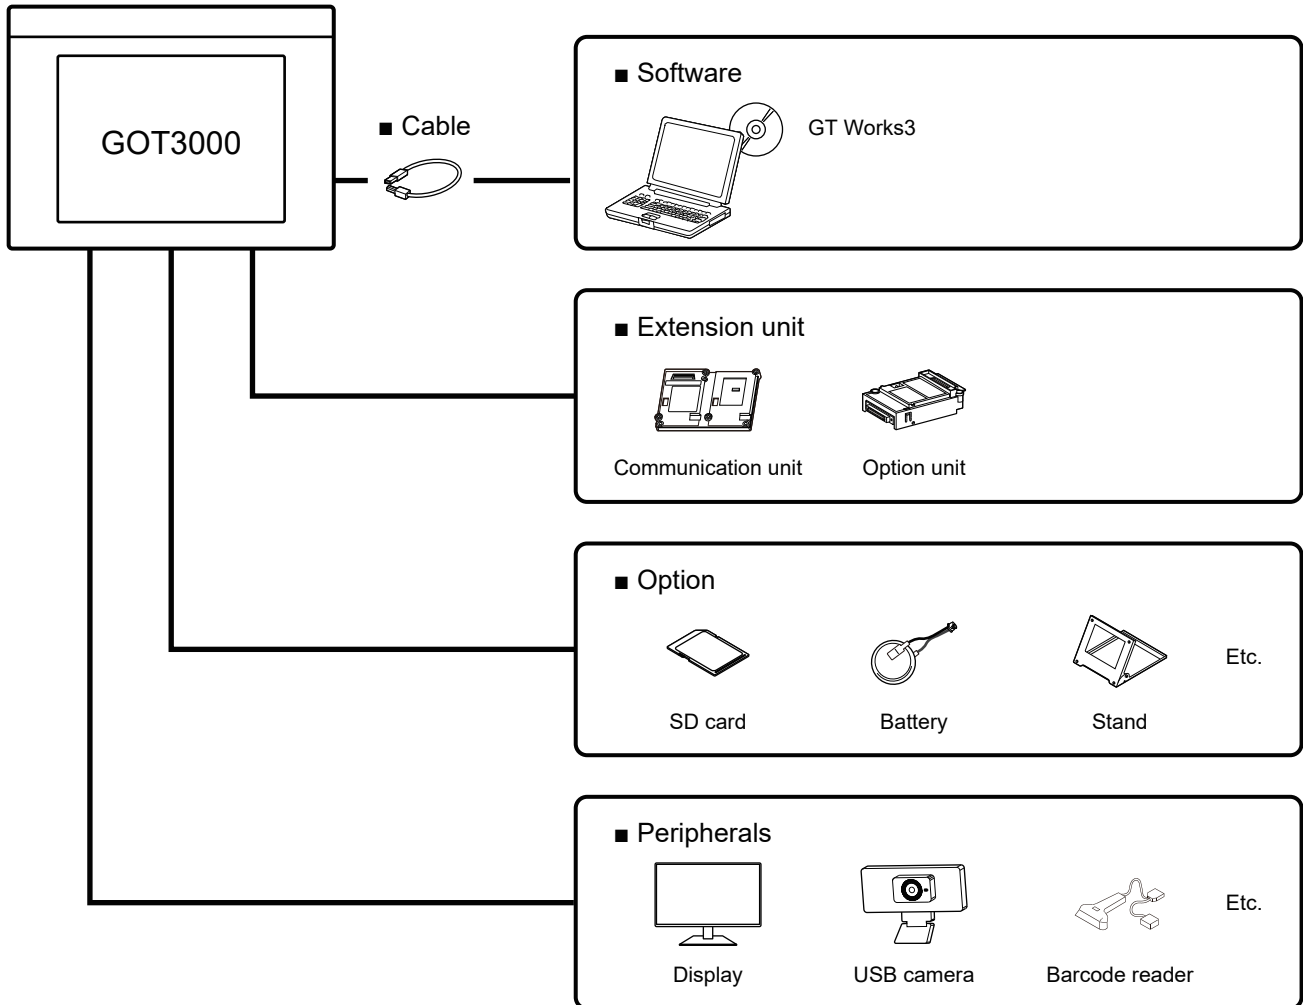 GOT3000
■ Cable
■ Software
GT Works3
■ Extension unit
Communication unit
Option unit
■ Option
Etc.
SD card
Battery
Stand
■ Peripherals
Etc.
Display
USB camera
Barcode reader